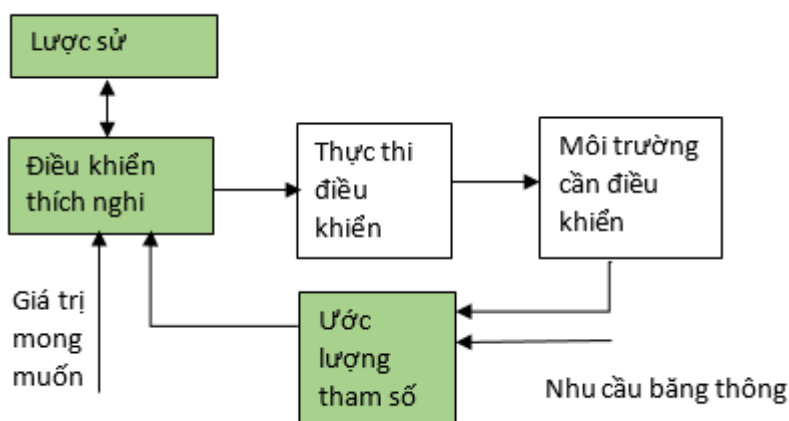 Lược sử
Điều khiển
thích nghi
Thực thi
điều
khiển
Môi trường
cần điều
khiển
Giá trị
mong
muốn
Ước
lượng
tham số
Nhu cầu băng thông